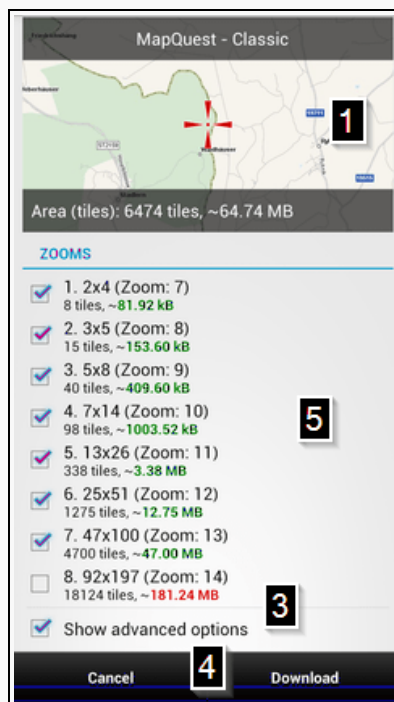 MapQuest - Classic
1
Area (tiles): 6474 tiles, ~64.74 MB
ZOOMS
1. 2x4 (Zoom: 7)
8 tiles, ~81.92 kB
2. 3x5 (Zoom: 8)
15 tiles, ~153.60 kB
3. 5x8 (Zoom: 9)
40 tiles, ~409.60 kB
4. 7x14 (Zoom: 10)
98 tiles, ~1003.52 kB
5
5. 13x26 (Zoom: 11)
338 tiles, ~3.38 MB
6. 25x51 (Zoom: 12)
1275 tiles, ~12.75 MB
7. 47x100 (Zoom: 13)
4700 tiles, ~47.00 MB
8. 92x197 (Zoom: 14)
18124 tiles, ~181.24 MB
3
Show advanced options
Cancel
4
Download